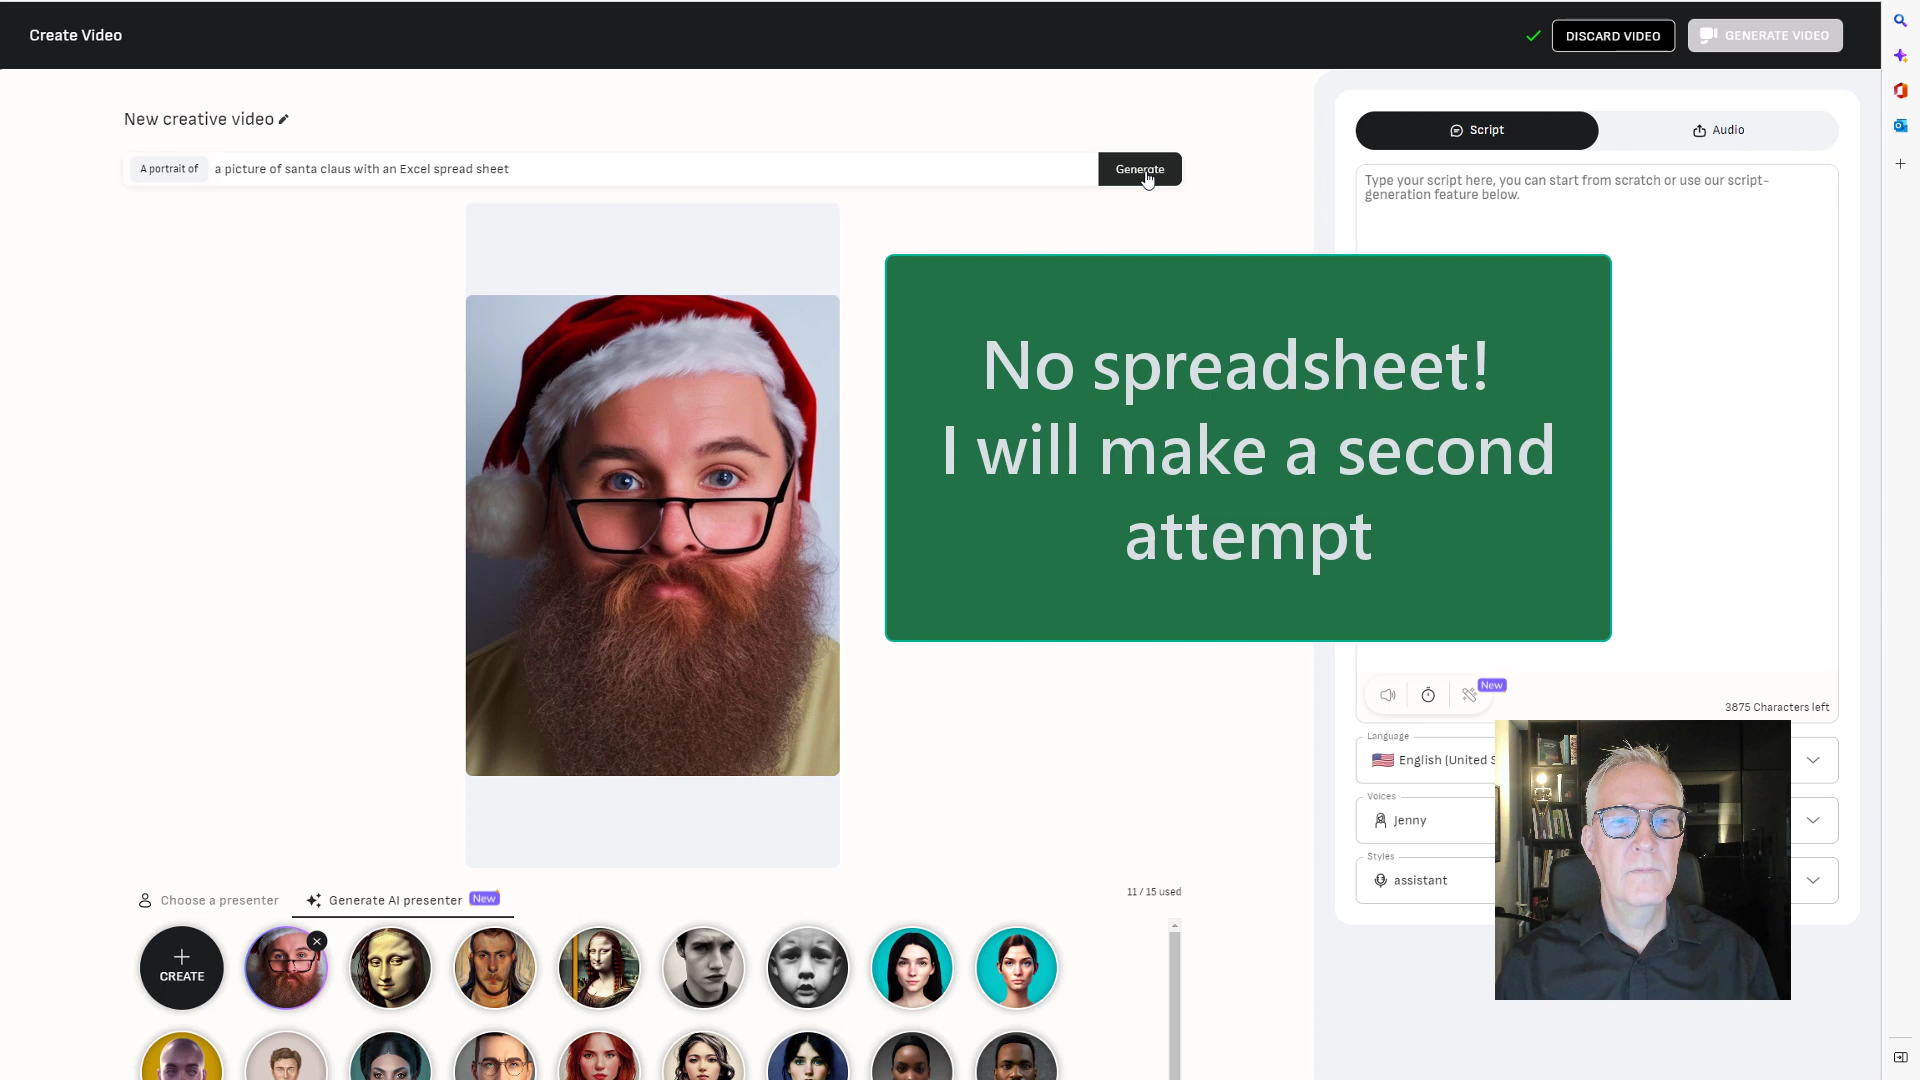 Create Video
DISCARD VIDEO
GENERATE VIDEO
New creative video
A portrait of a picture of santa claus with an Excel spread sheet
Generate
Script
Audio
Type your script here, you can start from scratch or use our script-
generation feature below.
No spreadsheet!
I will make a second
attempt
New
3875 Characters left
Language
English (United S
Voices
Jenny
Styles
assistant
Choose a presenter
Generate AI presenter
New
11 / 15 used
CREATE